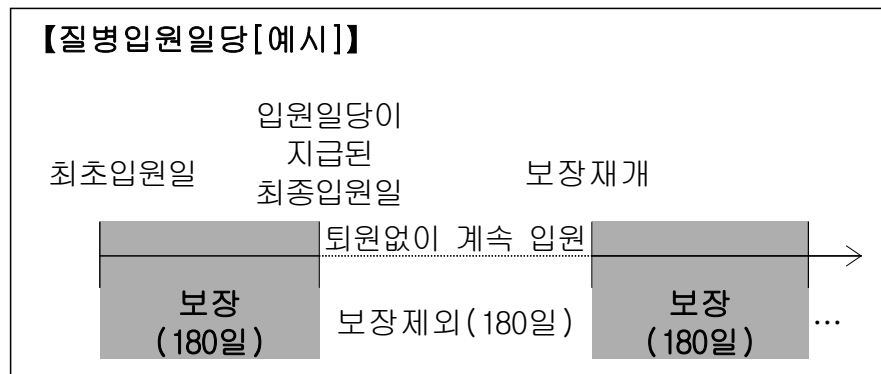 【질병입원일당[예시]】
입원일당이
지급된
최종입원일
최초입원일
보장재개
퇴원없이 계속 입원
보장
(180일)
보장제외(180일)
보장
(180일)
…